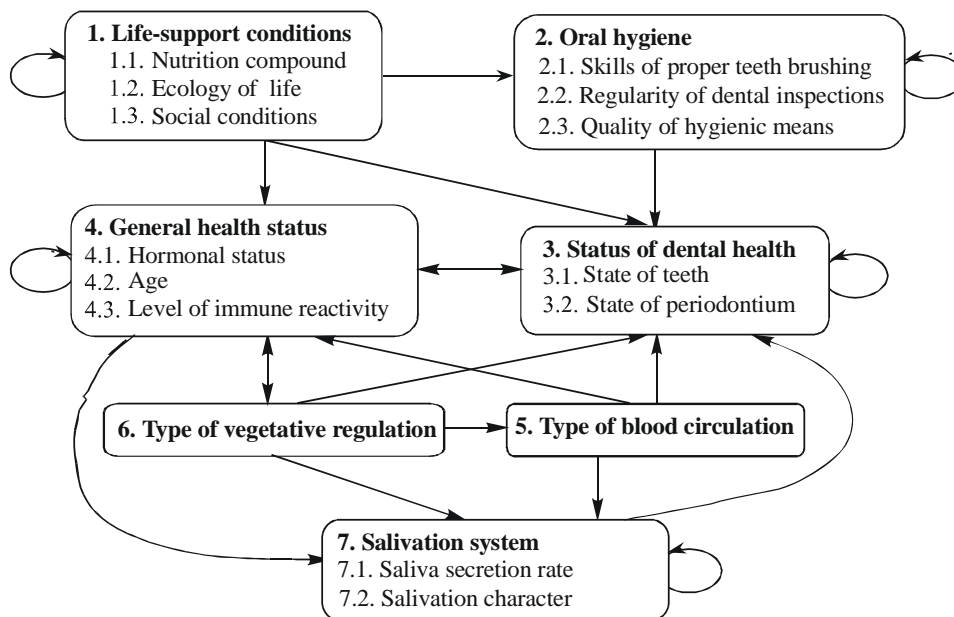 1. Life-support conditions
1.1. Nutrition compound
1.2. Ecology of life
1.3. Social conditions
2. Oral hygiene
2.1. Skills of proper teeth brushing
2.2. Regularity of dental inspections
2.3. Quality of hygienic means
4. General health status
4.1. Hormonal status
4.2. Age
4.3. Level of immune reactivity
3. Status of dental health
3.1. State of teeth
3.2. State of periodontium
6. Type of vegetative regulation
5. Type of blood circulation
7. Salivation system
7.1. Saliva secretion rate
7.2. Salivation character